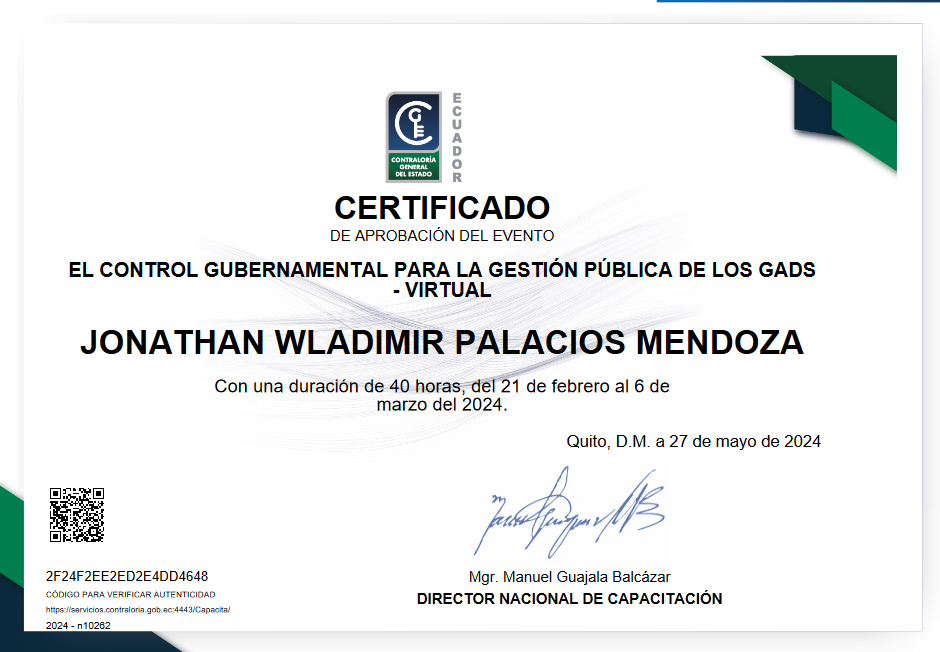 ECUADOR
CGE
CONTRALORÍA
GENERAL
DEL ESTADO
CERTIFICADO
DE APROBACIÓN DEL EVENTO
EL CONTROL GUBERNAMENTAL PARA LA GESTIÓN PÚBLICA DE LOS GADS
- VIRTUAL
JONATHAN WLADIMIR PALACIOS MENDOZA
Con una duración de 40 horas, del 21 de febrero al 6 de
marzo del 2024.
Quito, D.M. a 27 de mayo de 2024
Mgr. Manuel Guajala Balcázar
DIRECTOR NACIONAL DE CAPACITACIÓN
2F24F2EE2ED2E4DD4648
CÓDIGO PARA VERIFICAR AUTENTICIDAD
https://servicios.contraloria.gob.ec:4443/Capacita/
2024 - n10262